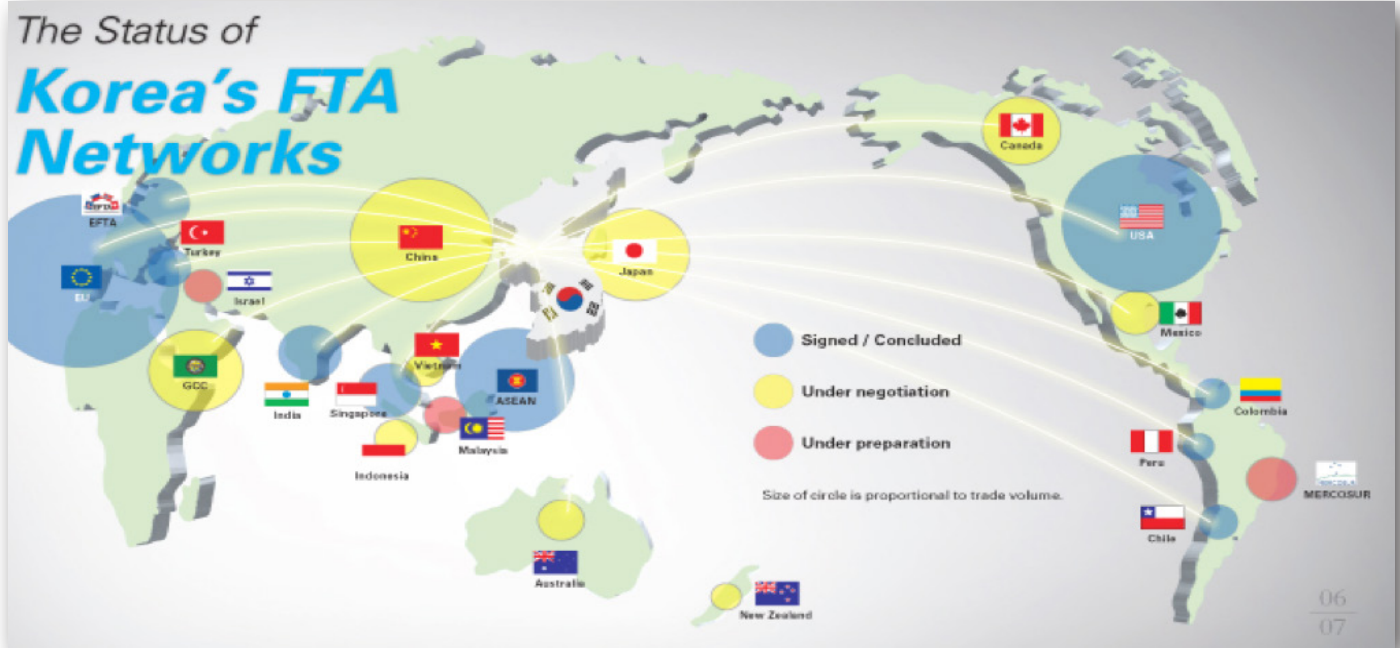 The Status of
Korea's FTA
Networks
EFTA
EU
Turkey
Israel
GCC
China
Japan
India
Singapore
Vietnam
ASEAN
Malaysia
Indonesia
Australia
New Zealand
Canada
USA
Mexico
Colombia
Peru
MERCOSUR
Chile
Signed / Concluded
Under negotiation
Under preparation
Size of circle is proportional to trade volume.
06
07